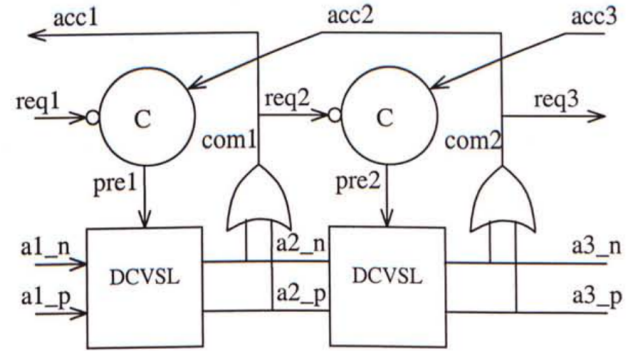 acc1
acc2
acc3
req1
C
req2
C
req3
com1
com2
pre1
pre2
a1_n
DCVSL
a2_n
DCVSL
a3_n
a1_p
a2_p
a3_p